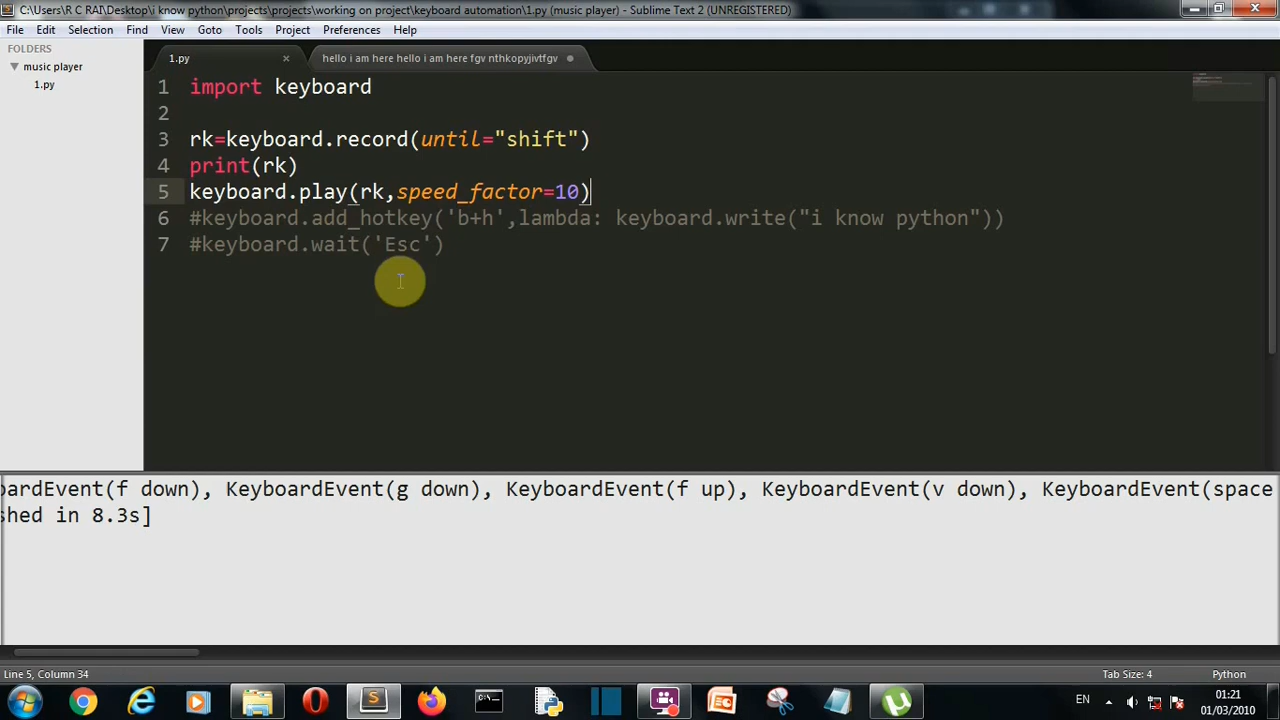 C:\Users\R C RAI\Desktop\i know python\projects\projects\working on project\keyboard automation\1.py (music player) - Sublime Text 2 (UNREGISTERED)
File Edit Selection Find View Goto Tools Project Preferences Help
FOLDERS
music player
1.py
1.py hello i am here hello i am here fgv nthkopyjivtfgv
1 import keyboard
2
3 rk=keyboard.record(until="shift")
4 print(rk)
5 keyboard.play(rk,speed_factor=10)
6 #keyboard.add_hotkey('b+h',lambda: keyboard.write("i know python"))
7 #keyboard.wait('Esc')
oardEvent(f down), KeyboardEvent(g down), KeyboardEvent(f up), KeyboardEvent(v down), KeyboardEvent(space
shed in 8.3s]
Line 5, Column 34 Tab Size: 4 Python
EN 01:21
01/03/2010